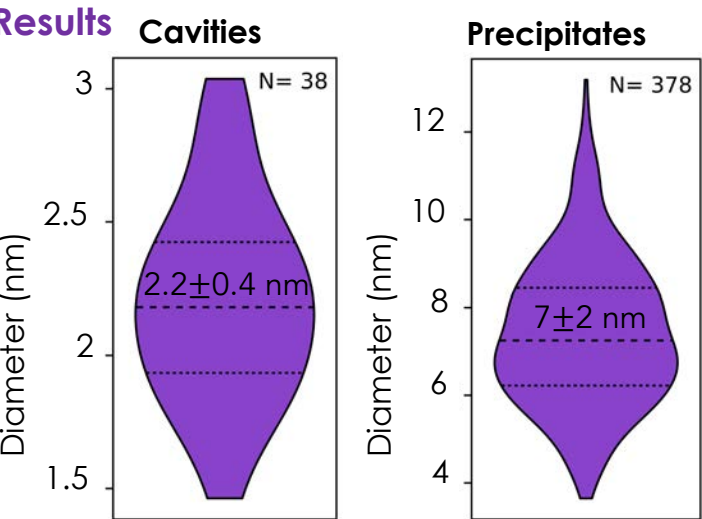 Results
Cavities
N= 38
3
2.5
2
1.5
Diameter (nm)
2.2±0.4 nm
Precipitates
N= 378
12
10
8
6
4
Diameter (nm)
7±2 nm